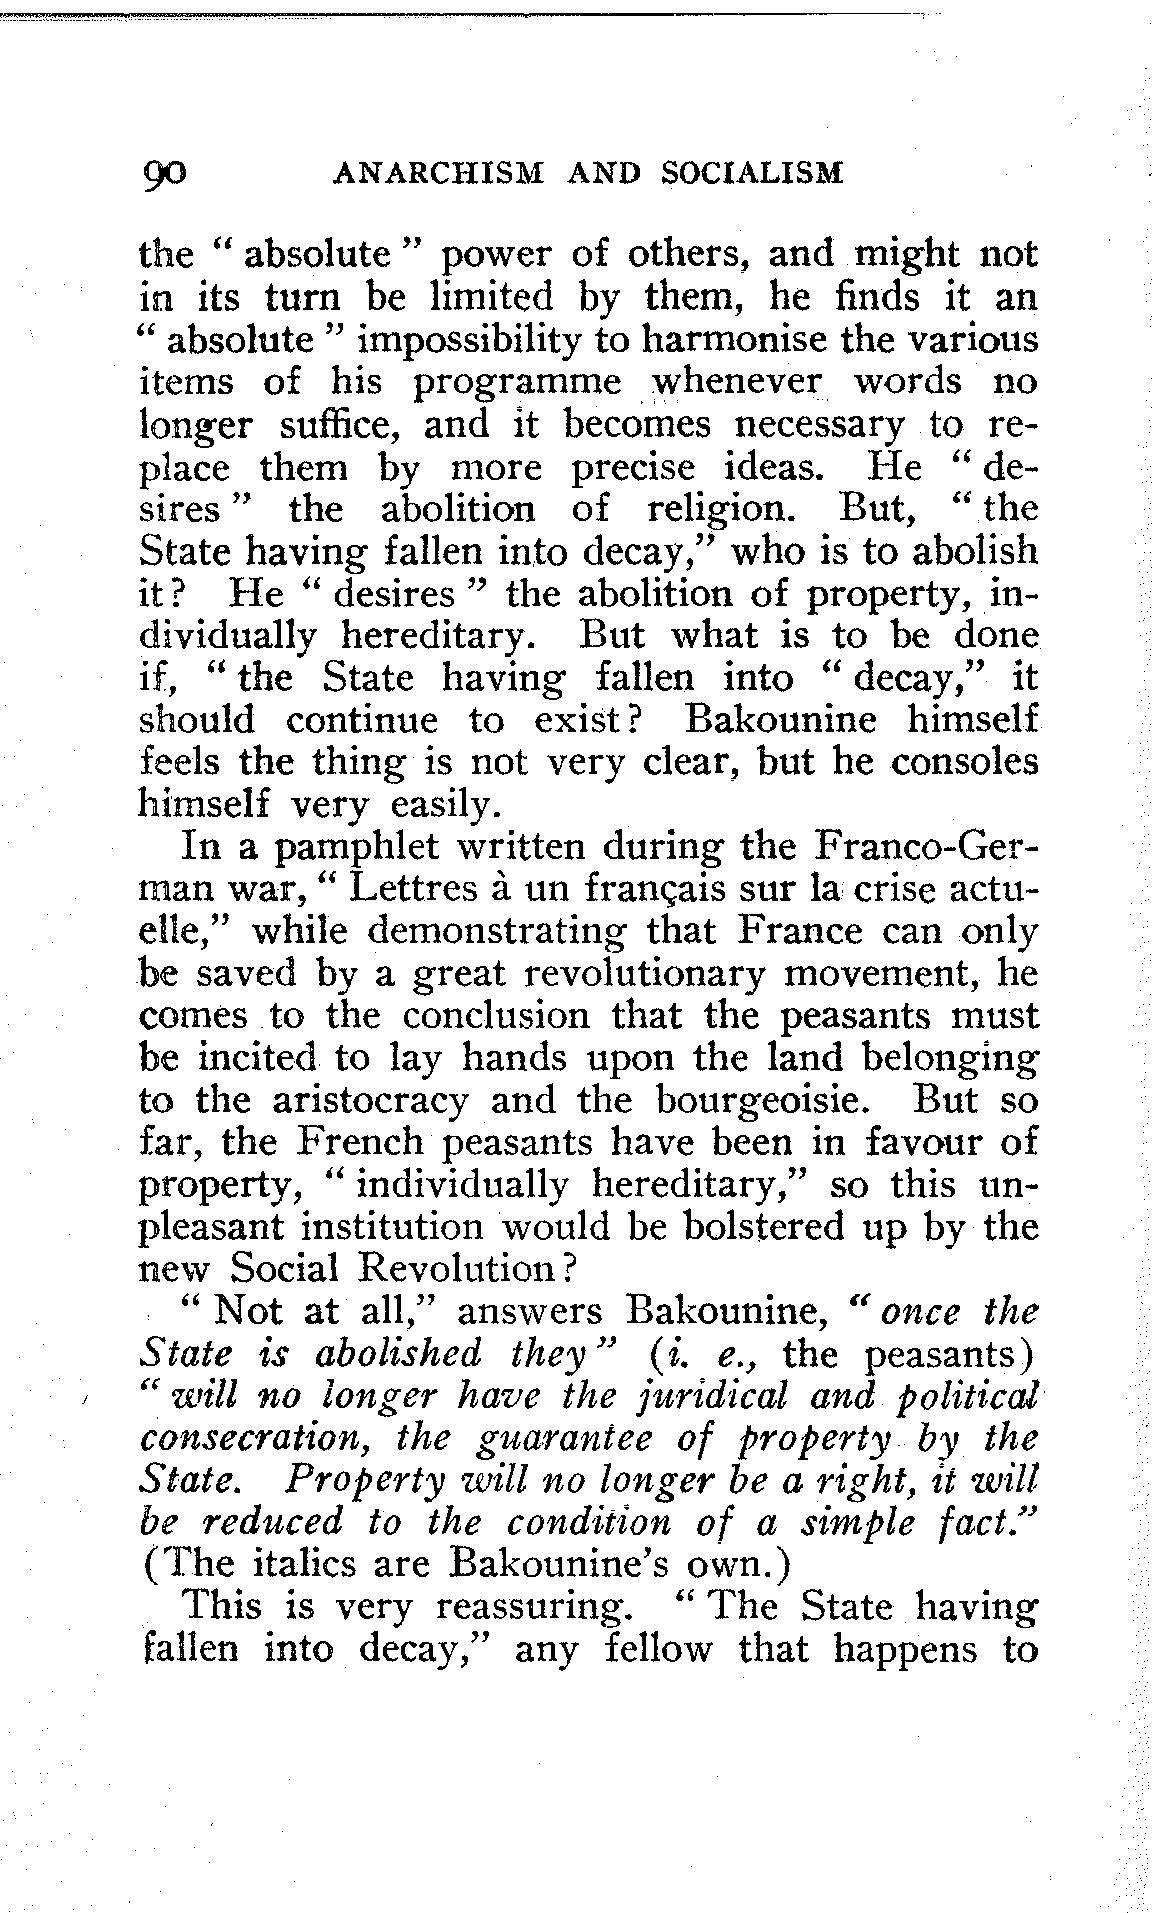 90 ANARCHISM AND SOCIALISM
the “ absolute ” power of others, and might not
in its turn be limited by them, he finds it an
“ absolute ” impossibility to harmonise the various
items of his programme whenever words no
longer suffice, and it becomes necessary to re-
place them by more precise ideas. He “ de-
sires ” the abolition of religion. But, “ the
State having fallen into decay,” who is to abolish
it? He “ desires ” the abolition of property, in-
dividually hereditary. But what is to be done
if, “ the State having fallen into “ decay,” it
should continue to exist? Bakounine himself
feels the thing is not very clear, but he consoles
himself very easily.
In a pamphlet written during the Franco-Ger-
man war, “ Lettres à un français sur la crise actu-
elle,” while demonstrating that France can only
be saved by a great revolutionary movement, he
comes to the conclusion that the peasants must
be incited to lay hands upon the land belonging
to the aristocracy and the bourgeoisie. But so
far, the French peasants have been in favour of
property, “ individually hereditary,” so this un-
pleasant institution would be bolstered up by the
new Social Revolution?
“ Not at all,” answers Bakounine, “ once the
State is abolished they ” (i. e., the peasants)
“ will no longer have the juridical and political
consecration, the guarantee of property by the
State. Property will no longer be a right, it will
be reduced to the condition of a simple fact.”
(The italics are Bakounine’s own.)
This is very reassuring. “ The State having
fallen into decay,” any fellow that happens to